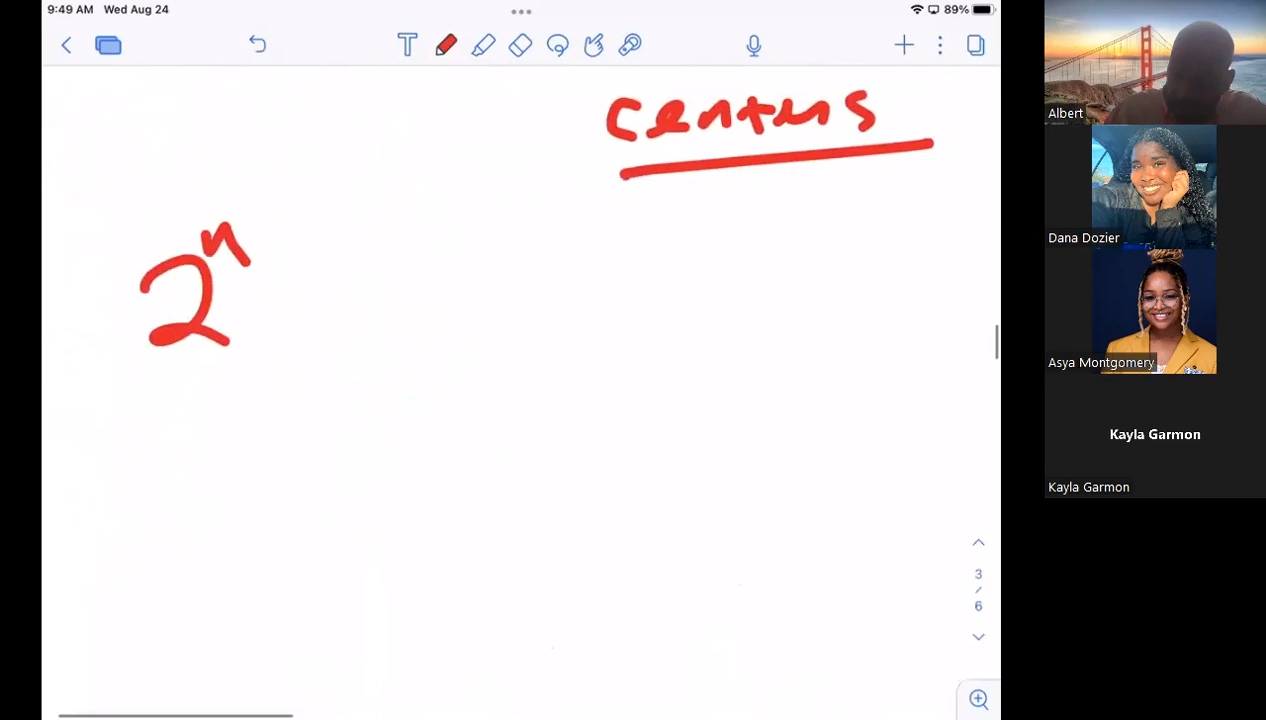 9:49 AM Wed Aug 24
89%
T
centers
2^n
3
/
6
Albert
Dana Dozier
Asya Montgomery
Kayla Garmon
Kayla Garmon